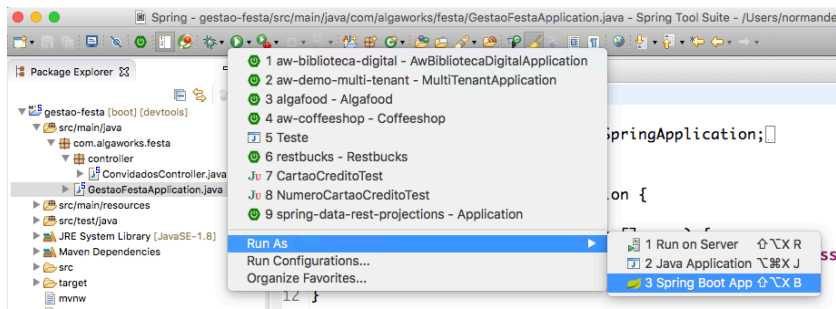 Spring - gestao-festa/src/main/java/com/algaworks/festa/GestaoFestaApplication.java - Spring Tool Suite - /Users/normande
Package Explorer
gestao-festa [boot] [devtools]
src/main/java
com.algaworks.festa
controller
ConvidadosController.java
GestaoFestaApplication.java
src/main/resources
src/test/java
JRE System Library [JavaSE-1.8]
Maven Dependencies
src
target
mvnw
1 aw-biblioteca-digital - AwBibliotecaDigitalApplication
2 aw-demo-multi-tenant - MultiTenantApplication
3 algafood - Algafood
4 aw-coffeeshop - Coffeeshop
5 Teste
6 restbucks - Restbucks
Ju 7 CartaoCreditoTest
Ju 8 NumeroCartaoCreditoTest
9 spring-data-rest-projections - Application
Run As
Run Configurations...
Organize Favorites...
1 Run on Server ⇧⌥X R
2 Java Application ⌥⌘X J
3 Spring Boot App ⇧⌥X B
SpringApplication;
on {
ss
12 }